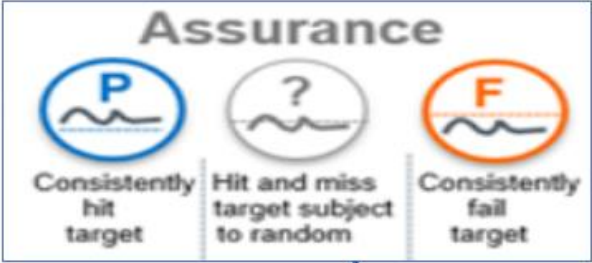 Assurance
P
?
F
Consistently
hit
target
Hit and miss
target subject
to random
Consistently
fail
target